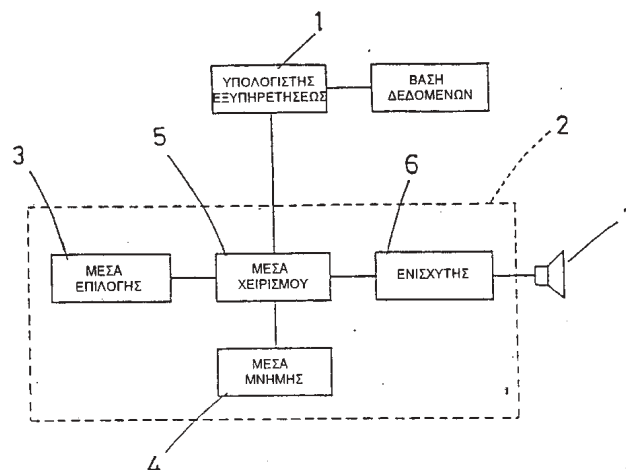 1
ΥΠΟΛΟΓΙΣΤΗΣ
ΕΞΥΠΗΡΕΤΗΣΕΩΣ
ΒΑΣΗ
ΔΕΔΟΜΕΝΩΝ
2
3
5
6
ΜΕΣΑ
ΕΠΙΛΟΓΗΣ
ΜΕΣΑ
ΧΕΙΡΙΣΜΟΥ
ΕΝΙΣΧΥΤΗΣ
ΜΕΣΑ
ΜΝΗΜΗΣ
4